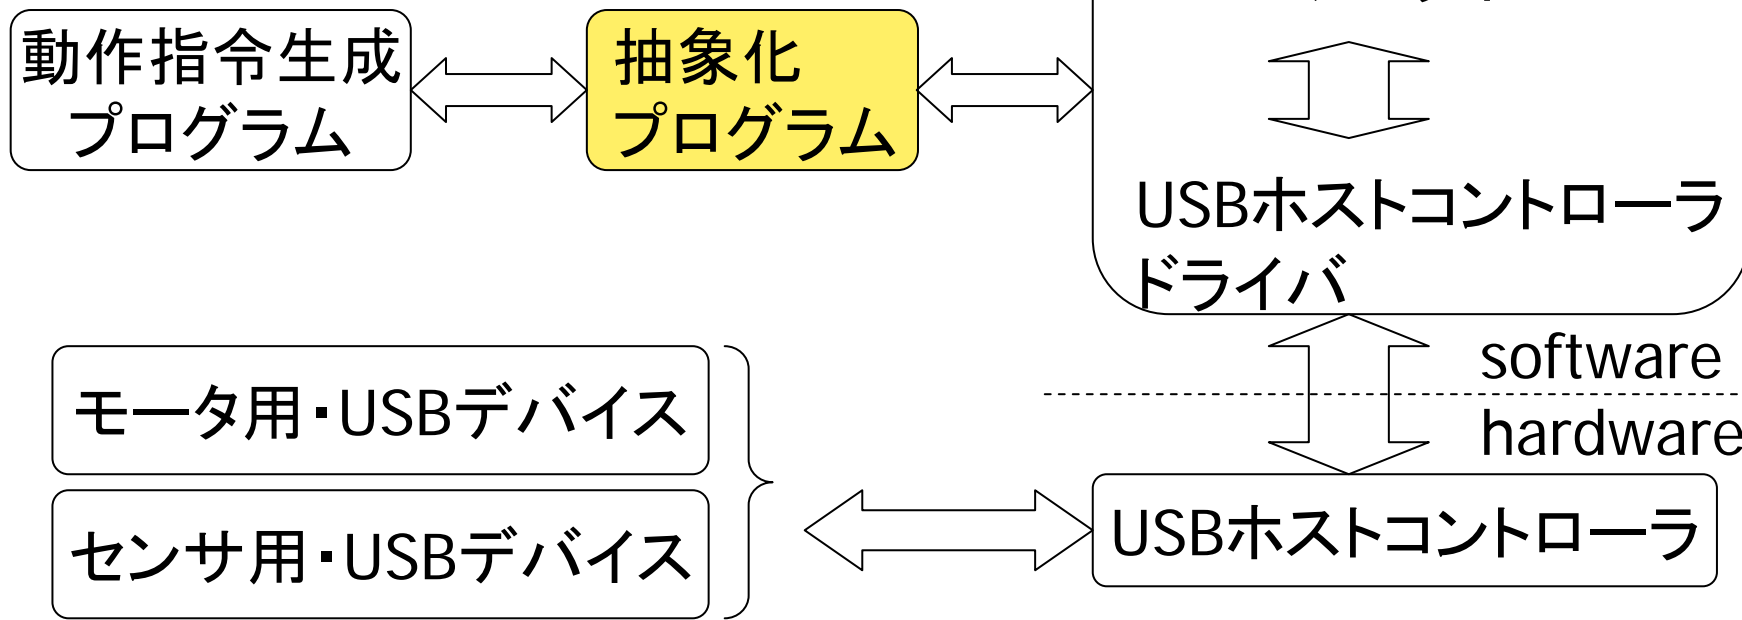 動作指令生成
プログラム
抽象化
プログラム
USBホストコントローラ
ドライバ
software
hardware
モータ用・USBデバイス
センサ用・USBデバイス
USBホストコントローラ